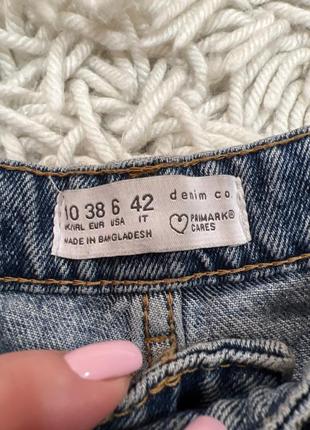 10 38 6 42
UK/IRL EUR USA IT
MADE IN BANGLADESH
denim co.
PRIMARK®
CARES